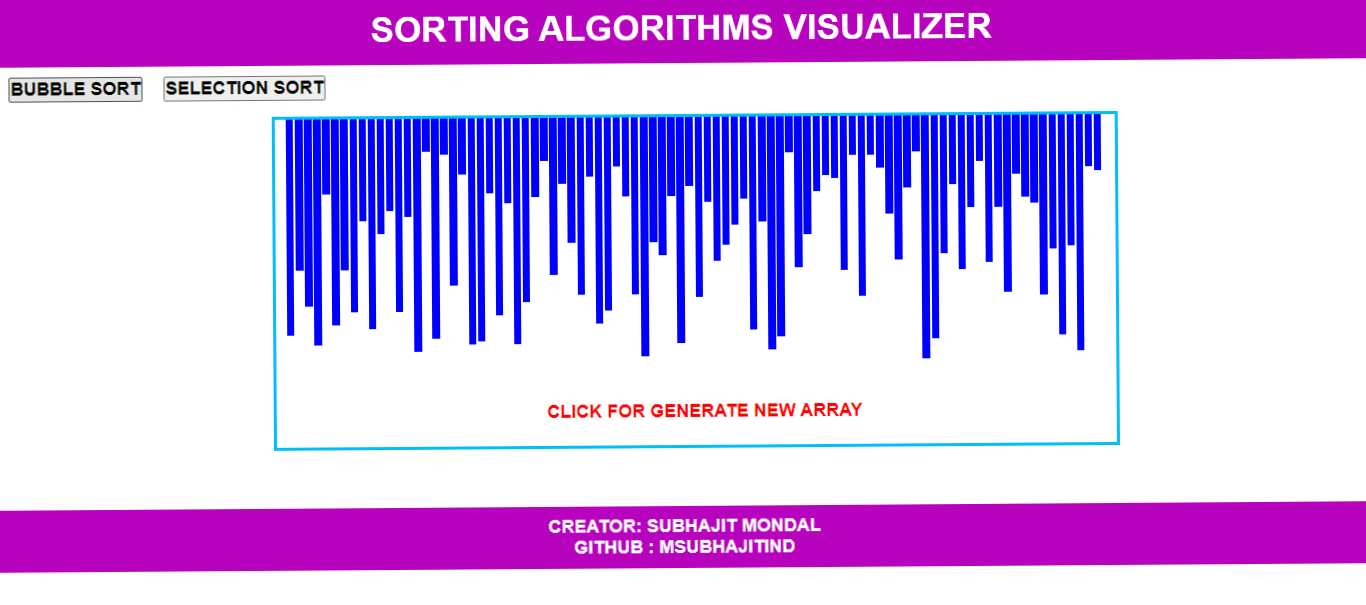 SORTING ALGORITHMS VISUALIZER
BUBBLE SORT SELECTION SORT
CLICK FOR GENERATE NEW ARRAY
CREATOR: SUBHAJIT MONDAL
GITHUB : MSUBHAJITIND